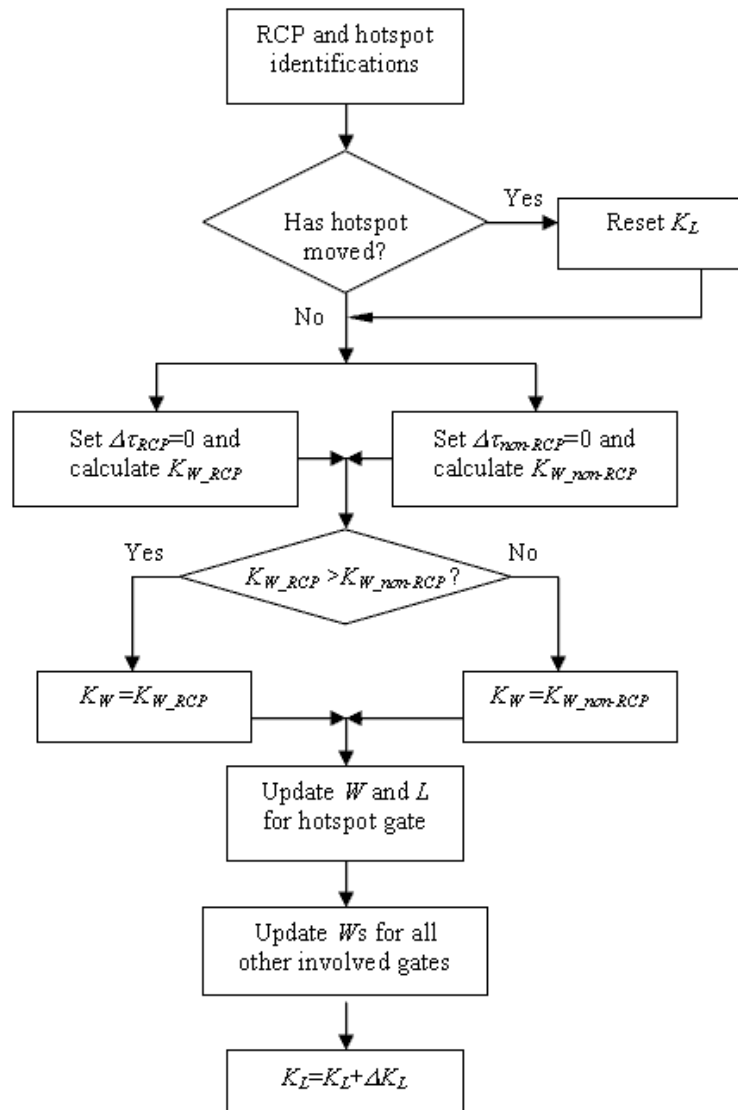 RCP and hotspot
identifications
Has hotspot
moved?
Yes
Reset K_L
No
Set Δτ_RCP=0 and
calculate K_W_RCP
Set Δτ_non-RCP=0 and
calculate K_W_non-RCP
Yes
K_W_RCP >K_W_non-RCP?
No
K_W=K_W_RCP
K_W=K_W_non-RCP
Update W and L
for hotspot gate
Update Ws for all
other involved gates
K_L=K_L+ΔK_L